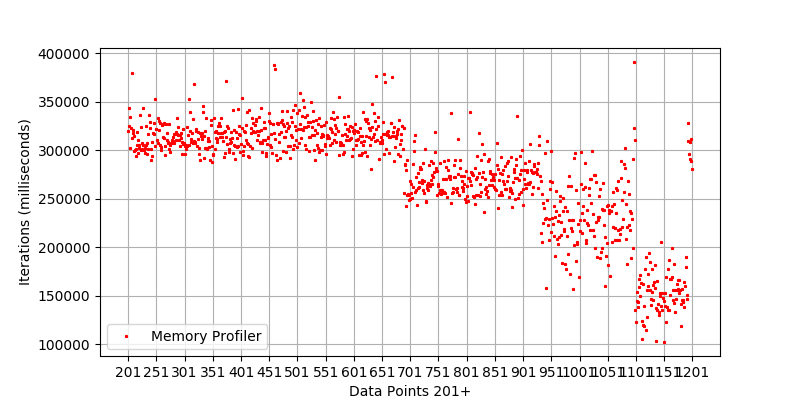 400000
350000
300000
250000
200000
150000
100000
Iterations (milliseconds)
Memory Profiler
201 251 301 351 401 451 501 551 601 651 701 751 801 851 901 951 1001 1051 1101 1151 1201
Data Points 201+